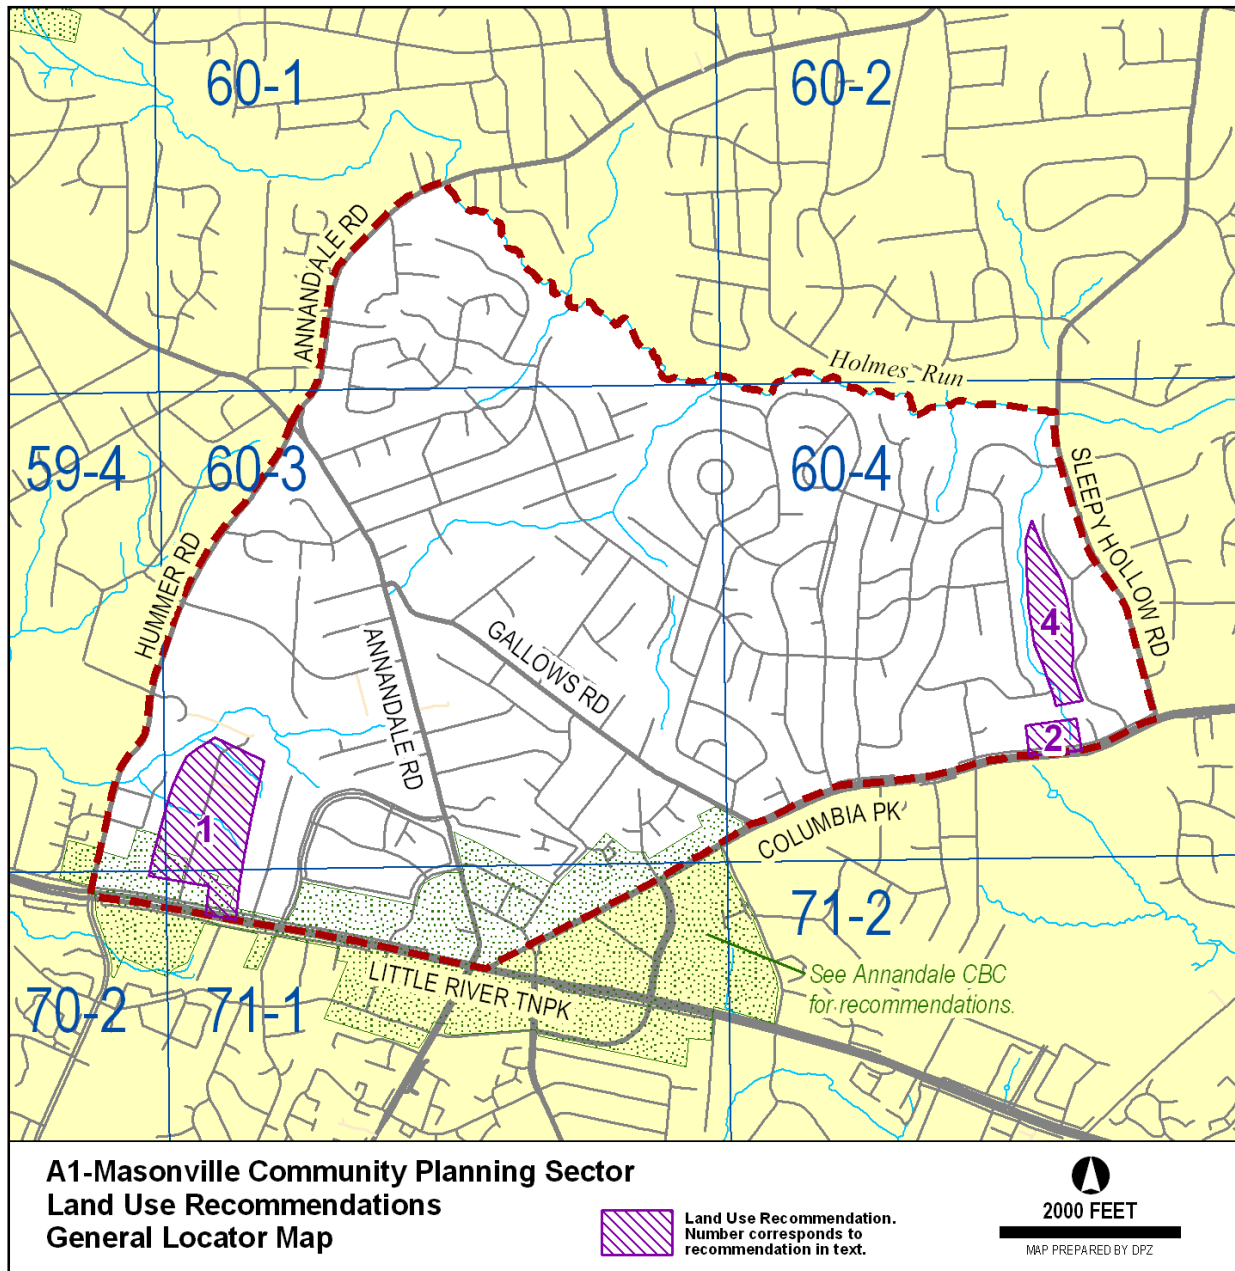 60-1
60-2
ANNANDALE RD
Holmes Run
59-4
60-3
60-4
SLEEPY HOLLOW RD
HUMMER RD
ANNANDALE RD
GALLOWS RD
4
2
1
COLUMBIA PK
71-2
LITTLE RIVER TNPK
See Annandale CBC
for recommendations.
70-2
71-1
A1-Masonville Community Planning Sector
Land Use Recommendations
General Locator Map
Land Use Recommendation.
Number corresponds to
recommendation in text.
2000 FEET
MAP PREPARED BY DPZ